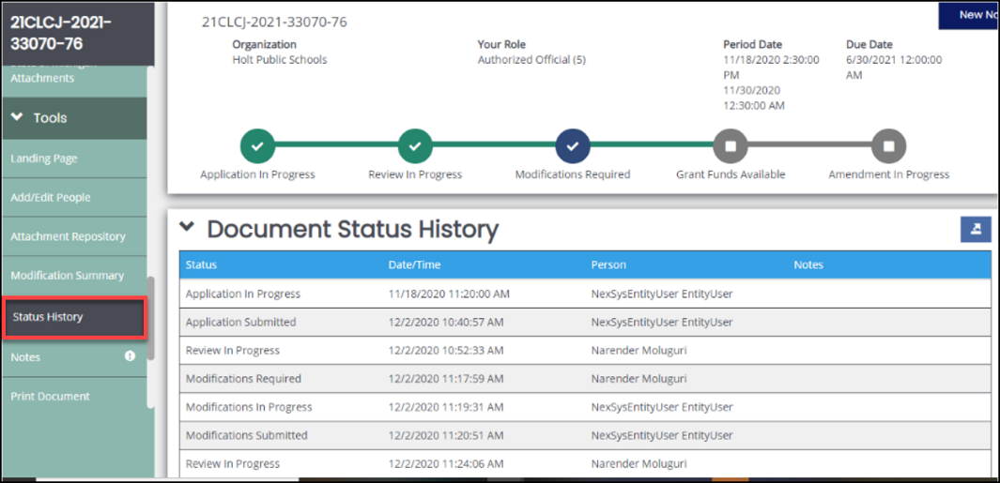 21CLCJ-2021-
33070-76
Attachments
Tools
Landing Page
Add/Edit People
Attachment Repository
Modification Summary
Status History
Notes
Print Document
21CLCJ-2021-33070-76
New
Organization
Holt Public Schools
Your Role
Authorized Official (5)
Period Date
11/18/2020 2:30:00
PM
11/30/2020
12:30:00 AM
Due Date
6/30/2021 12:00:00
AM
Application In Progress
Review In Progress
Modifications Required
Grant Funds Available
Amendment In Progress
Document Status History
Status Date/Time Person Notes
Application In Progress 11/18/2020 11:20:00 AM NexSysEntityUser EntityUser
Application Submitted 12/2/2020 10:40:57 AM NexSysEntityUser EntityUser
Review In Progress 12/2/2020 10:52:33 AM Narender Moluguri
Modifications Required 12/2/2020 11:17:59 AM Narender Moluguri
Modifications In Progress 12/2/2020 11:19:31 AM NexSysEntityUser EntityUser
Modifications Submitted 12/2/2020 11:20:51 AM NexSysEntityUser EntityUser
Review In Progress 12/2/2020 11:24:06 AM Narender Moluguri